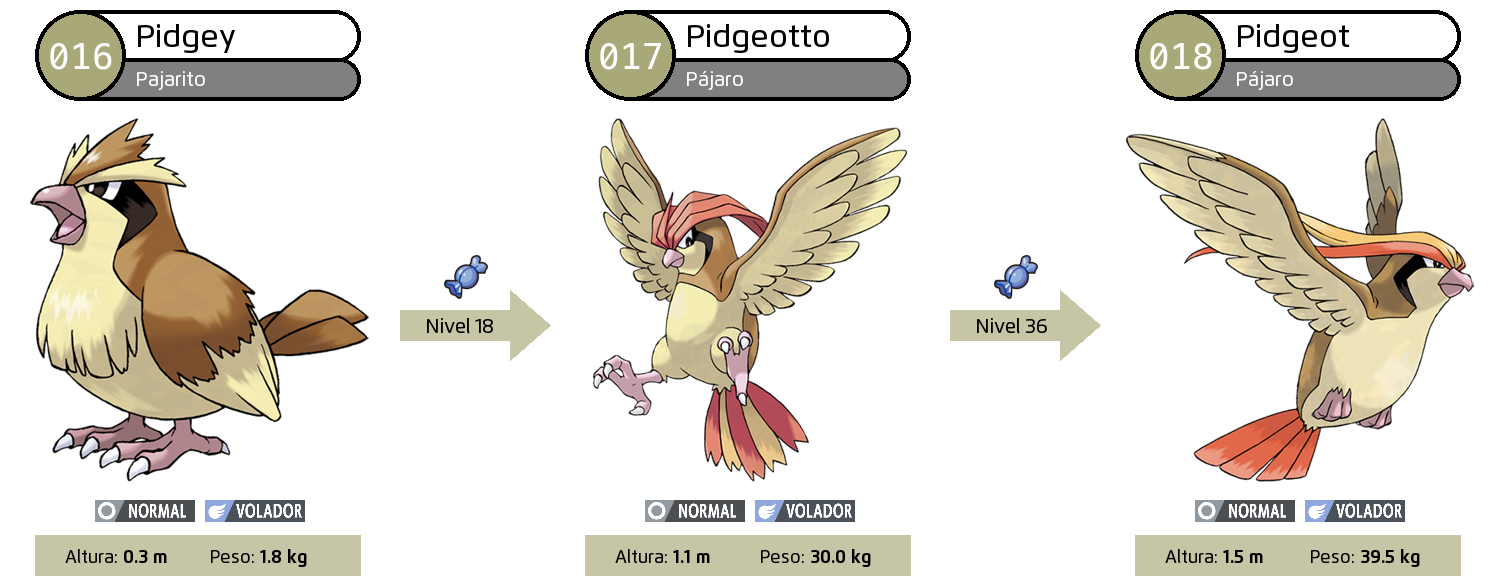 016
Pidgey
Pajarito
017
Pidgeotto
Pájaro
018
Pidgeot
Pájaro
Nivel 18
Nivel 36
NORMAL VOLADOR
NORMAL VOLADOR
NORMAL VOLADOR
Altura: 0.3 m Peso: 1.8 kg
Altura: 1.1 m Peso: 30.0 kg
Altura: 1.5 m Peso: 39.5 kg